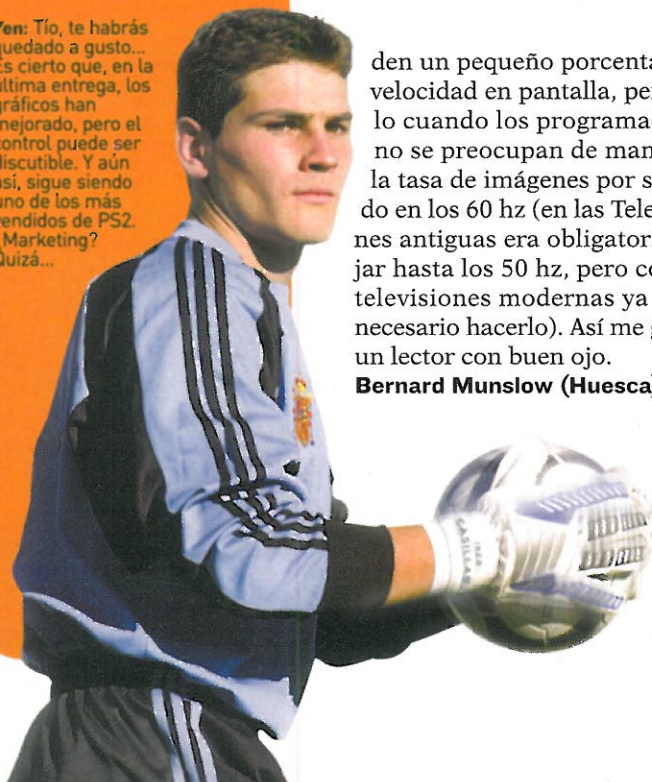 Yen: Tío, te habrás
quedado a gusto...
Es cierto que, en la
última entrega, los
gráficos han
mejorado, pero el
control puede ser
discutible. Y aún
así, sigue siendo
uno de los más
vendidos de PS2.
¿Marketing?
Quizá...
den un pequeño porcenta
velocidad en pantalla, pe
lo cuando los programa
no se preocupan de man
la tasa de imágenes por s
do en los 60 hz (en las Tele
nes antiguas era obligator
jar hasta los 50 hz, pero co
televisiones modernas ya
necesario hacerlo). Así me
un lector con buen ojo.
Bernard Munslow (Huesca)
IKER
CASILLAS